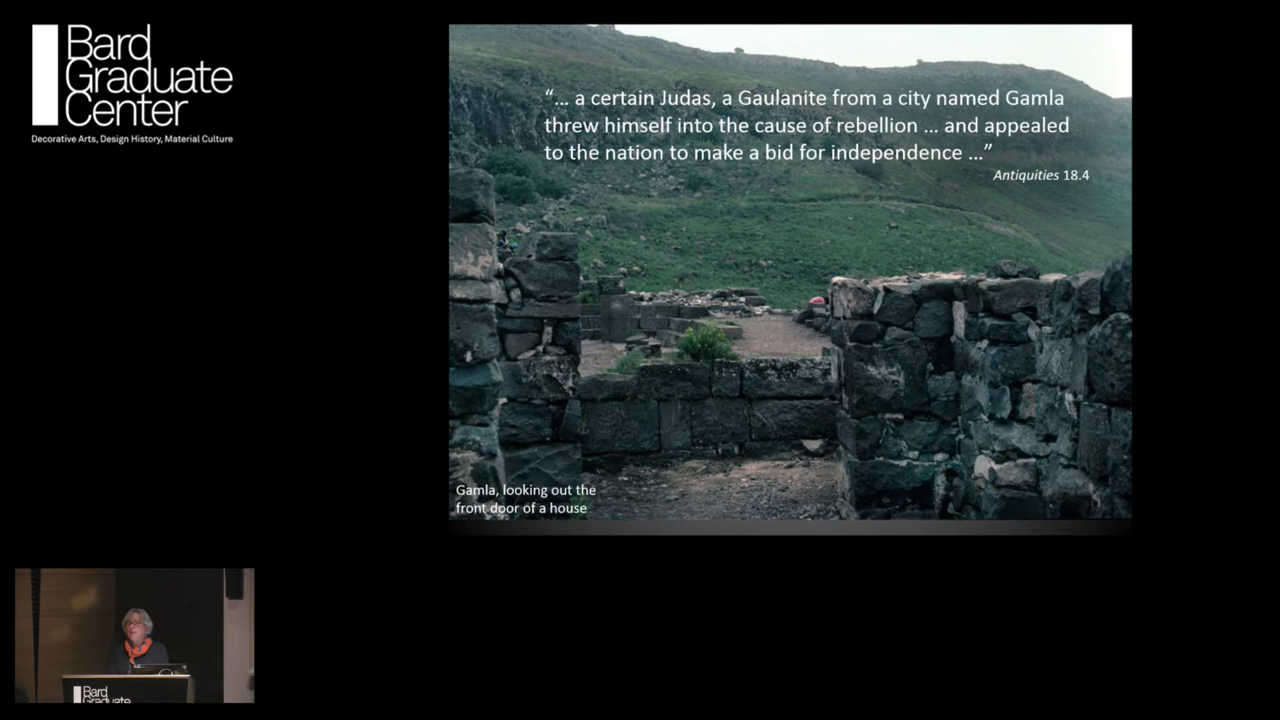 Bard
Graduate
Center
Decorative Arts, Design History, Material Culture
“... a certain Judas, a Gaulanite from a city named Gamla
threw himself into the cause of rebellion ... and appealed
to the nation to make a bid for independence ...”
Antiquities 18.4
Gamla, looking out the
front door of a house
Bard
Graduate